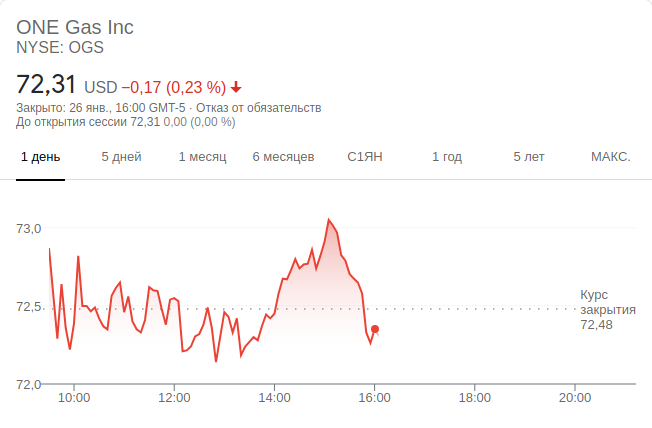 ONE Gas Inc
NYSE: OGS
72,31 USD −0,17 (0,23 %)
Закрыто: 26 янв., 16:00 GMT-5 · Отказ от обязательств
До открытия сессии 72,31 0,00 (0,00 %)
1 день 5 дней 1 месяц 6 месяцев С1ЯН 1 год 5 лет МАКС.
73,0
72,5
72,0
Курс
закрытия
72,48
10:00 12:00 14:00 16:00 18:00 20:00